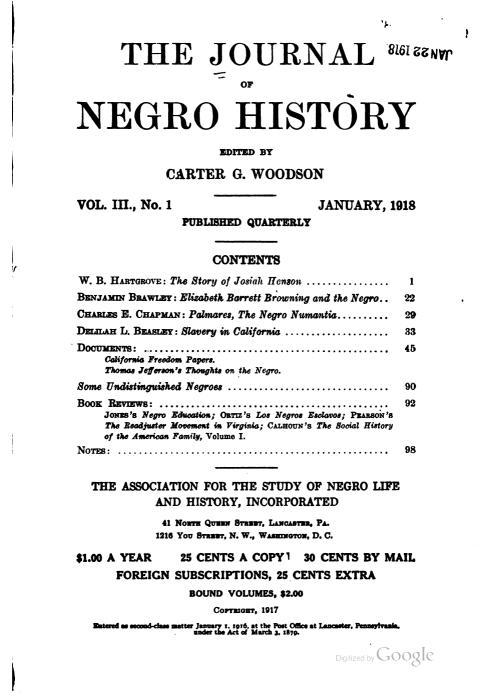 THE JOURNAL
JAN 22 1918
OF
NEGRO HISTORY
EDITED BY
CARTER G. WOODSON
VOL. III., No. 1 JANUARY, 1918
PUBLISHED QUARTERLY
CONTENTS
W. B. HARTGROVE: The Story of Josiah Henson ................ 1
BENJAMIN BRAWLEY: Elizabeth Barrett Browning and the Negro.. 22
CHARLES E. CHAPMAN: Palmares, The Negro Numantia.......... 29
DELILAH L. BEASLEY: Slavery in California ................... 33
DOCUMENTS: ............................................. 45
California Freedom Papers.
Thomas Jefferson's Thoughts on the Negro.
Some Undistinguished Negroes .............................. 90
BOOK REVIEWS: .......................................... 92
JONES'S Negro Education; ORTIZ'S Los Negros Esclavos; PEARSON'S
The Readjuster Movement in Virginia; CALHOUN'S The Social History
of the American Family, Volume I.
NOTES: .................................................. 98
THE ASSOCIATION FOR THE STUDY OF NEGRO LIFE
AND HISTORY, INCORPORATED
41 NORTH QUEEN STREET, LANCASTER, PA.
1216 YOU STREET, N. W., WASHINGTON, D. C.
$1.00 A YEAR 25 CENTS A COPY 30 CENTS BY MAIL
FOREIGN SUBSCRIPTIONS, 25 CENTS EXTRA
BOUND VOLUMES, $2.00
COPYRIGHT, 1917
Entered as second-class matter January 1, 1916, at the Post Office at Lancaster, Pennsylvania,
under the Act of March 3, 1879.
Digitized by Google